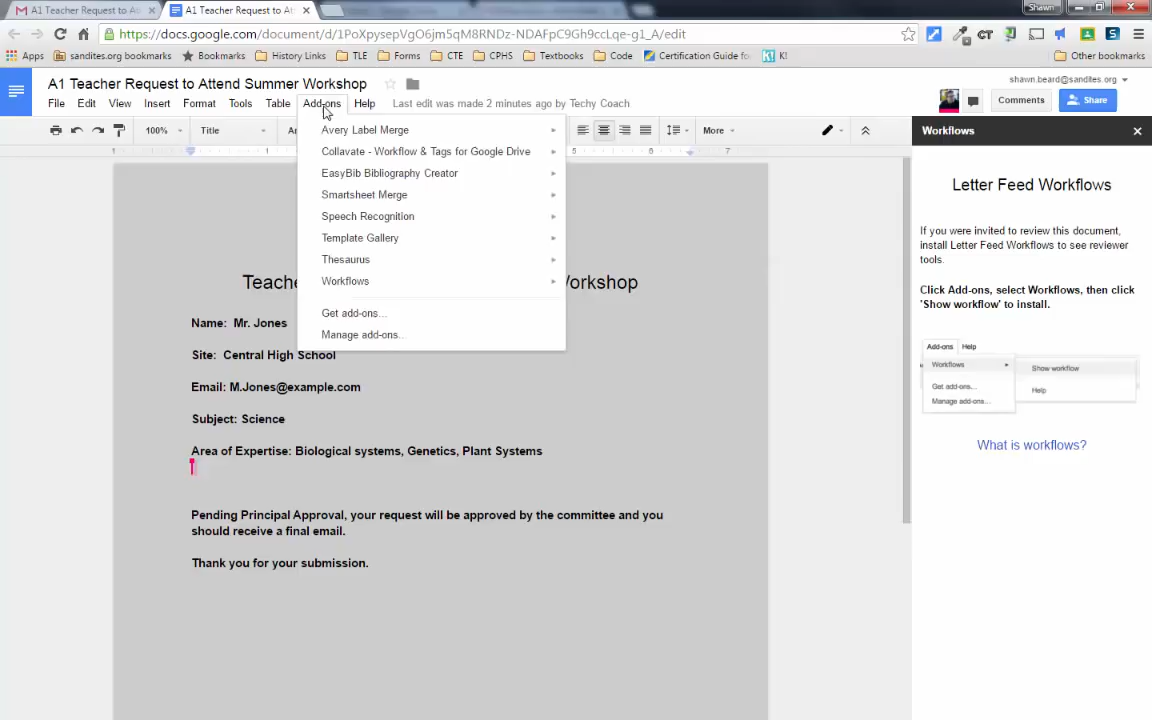 A1 Teacher Request to At
A1 Teacher Request to Att
Shawn
https://docs.google.com/document/d/1PoXpysepVgO6jm5qM8RNDz-NDAFpC9Gh9ccLqe-g1_A/edit
Apps sandites.org bookmarks Bookmarks History Links TLE Forms CTE CPHS Textbooks Code Certification Guide fo K! Other bookmarks
A1 Teacher Request to Attend Summer Workshop
shawn.beard@sandites.org
File Edit View Insert Format Tools Table Add-ons Help Last edit was made 2 minutes ago by Techy Coach
Comments Share
100% Title Ar More
Workflows
1 1 5 6 7
Avery Label Merge
Collavate - Workflow & Tags for Google Drive
EasyBib Bibliography Creator
Smartsheet Merge
Speech Recognition
Template Gallery
Thesaurus
Workflows
Get add-ons...
Manage add-ons...
Teache Workshop
Name: Mr. Jones
Site: Central High School
Email: M.Jones@example.com
Subject: Science
Area of Expertise: Biological systems, Genetics, Plant Systems
Pending Principal Approval, your request will be approved by the committee and you
should receive a final email.
Thank you for your submission.
Letter Feed Workflows
If you were invited to review this document,
install Letter Feed Workflows to see reviewer
tools.
Click Add-ons, select Workflows, then click
'Show workflow' to install.
Add-ons Help
Workflows Show workflow
Get add-ons... Help
Manage add-ons...
What is workflows?